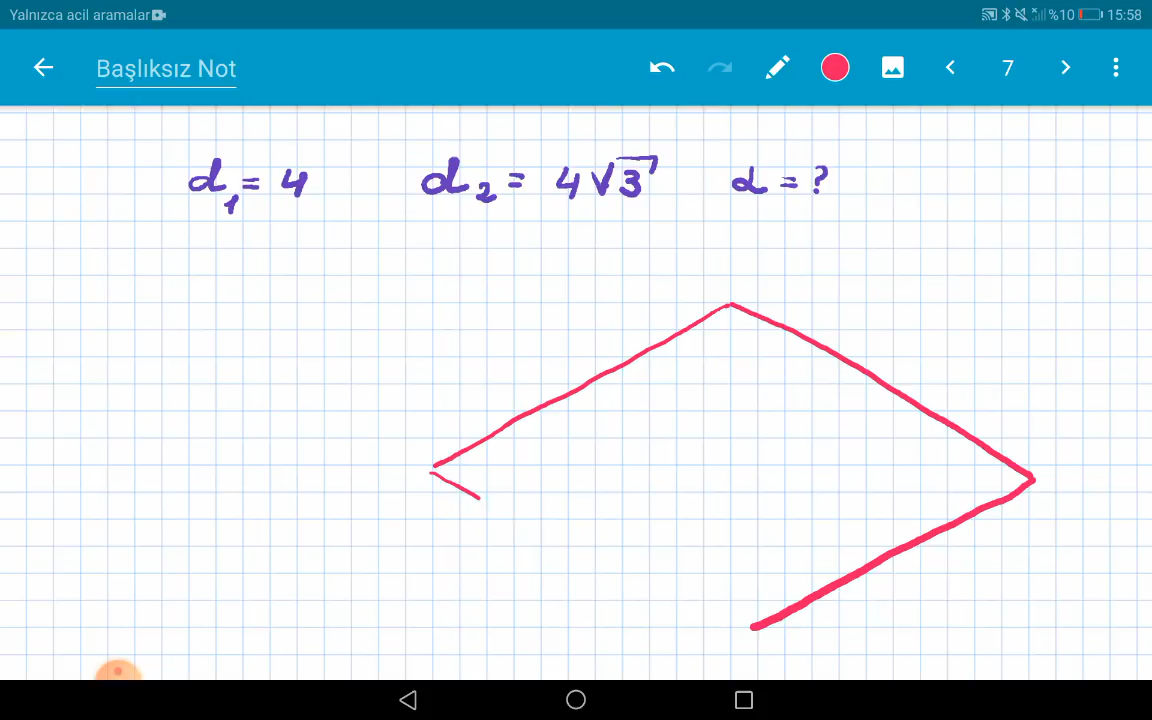 Yalnızca acil aramalar %10 15:58
Başlıksız Not 7
d₁ = 4 d₂ = 4√3 α = ?